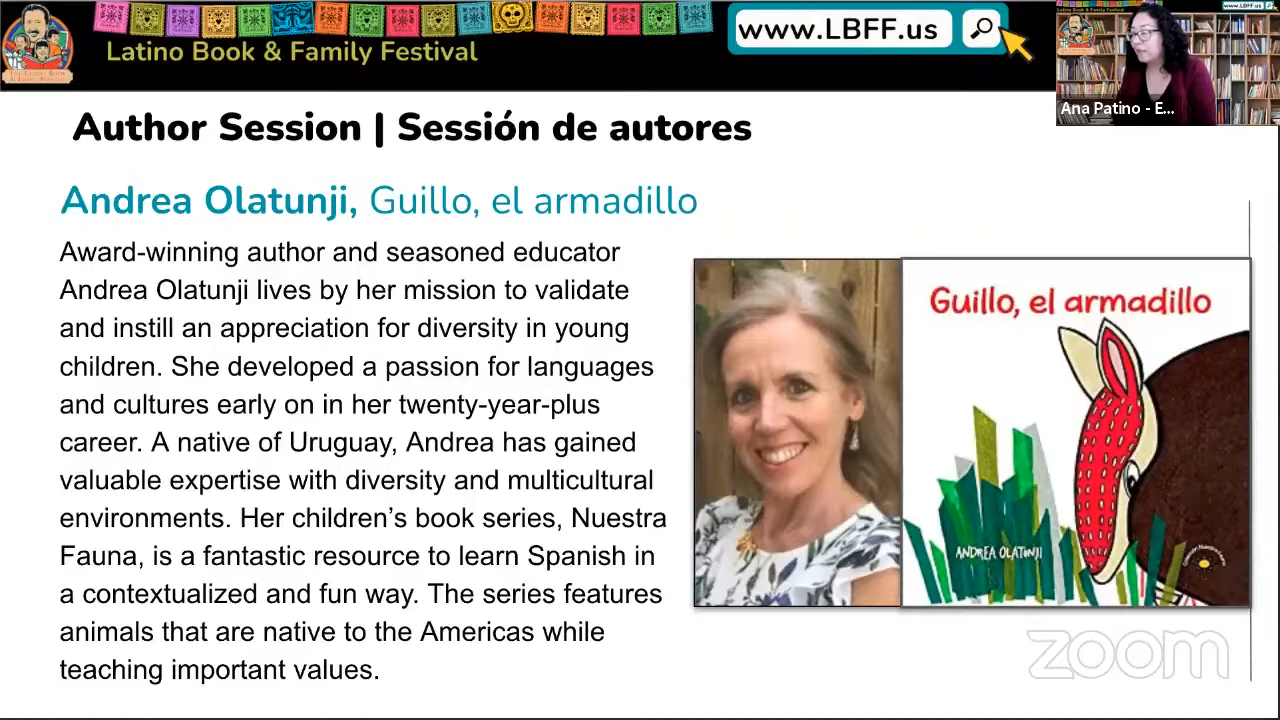 www.LBFF.us
Latino Book & Family Festival
www.LBFF.us
Ana Patino - E...
Author Session | Sessión de autores
Andrea Olatunji, Guillo, el armadillo
Award-winning author and seasoned educator
Andrea Olatunji lives by her mission to validate
and instill an appreciation for diversity in young
children. She developed a passion for languages
and cultures early on in her twenty-year-plus
career. A native of Uruguay, Andrea has gained
valuable expertise with diversity and multicultural
environments. Her children's book series, Nuestra
Fauna, is a fantastic resource to learn Spanish in
a contextualized and fun way. The series features
animals that are native to the Americas while
teaching important values.
Guillo, el armadillo
ANDREA OLATUNJI
zoom